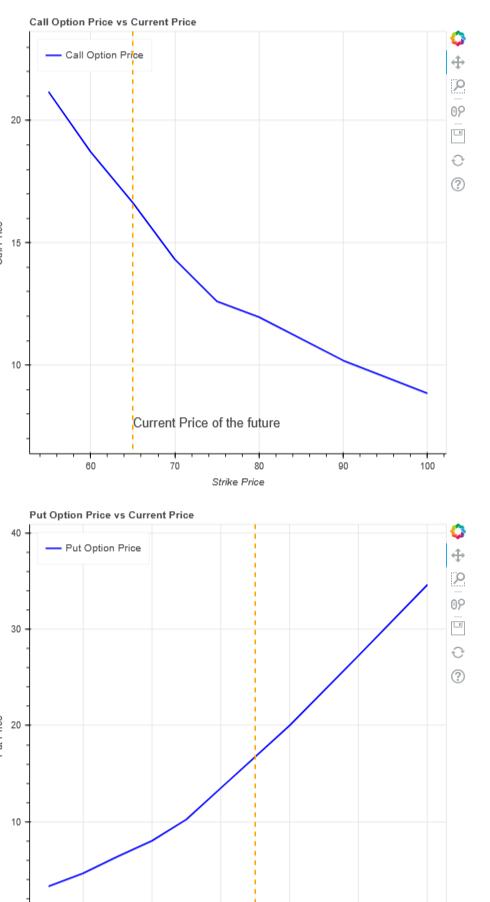 Call Option Price vs Current Price
Call Option Price
20
15
10
Current Price of the future
60 70 80 90 100
Strike Price
Put Option Price vs Current Price
40
Put Option Price
30
20
10